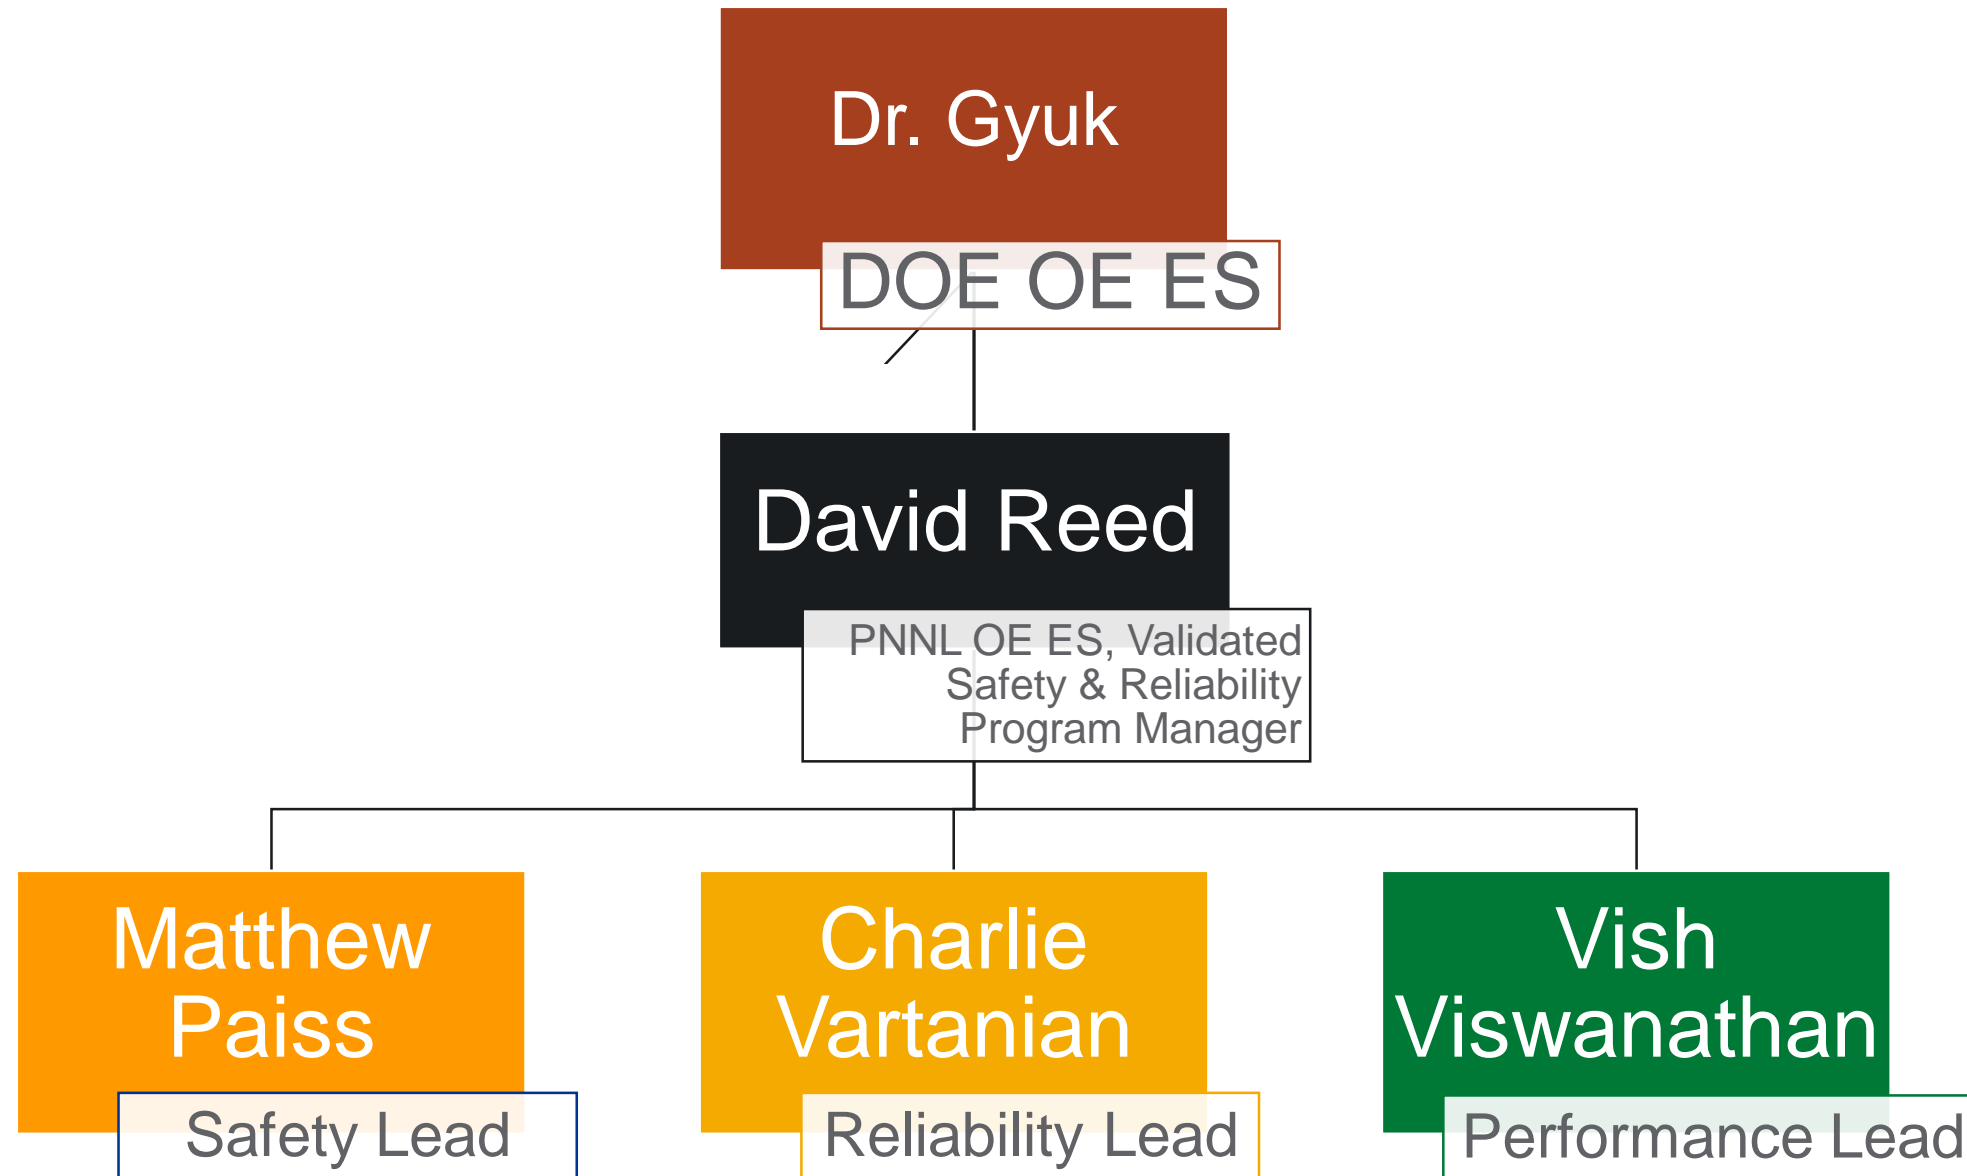 Dr. Gyuk
DOE OE ES
David Reed
PNNL OE ES, Validated
Safety & Reliability
Program Manager
Matthew
Paiss
Safety Lead
Charlie
Vartanian
Reliability Lead
Vish
Viswanathan
Performance Lead